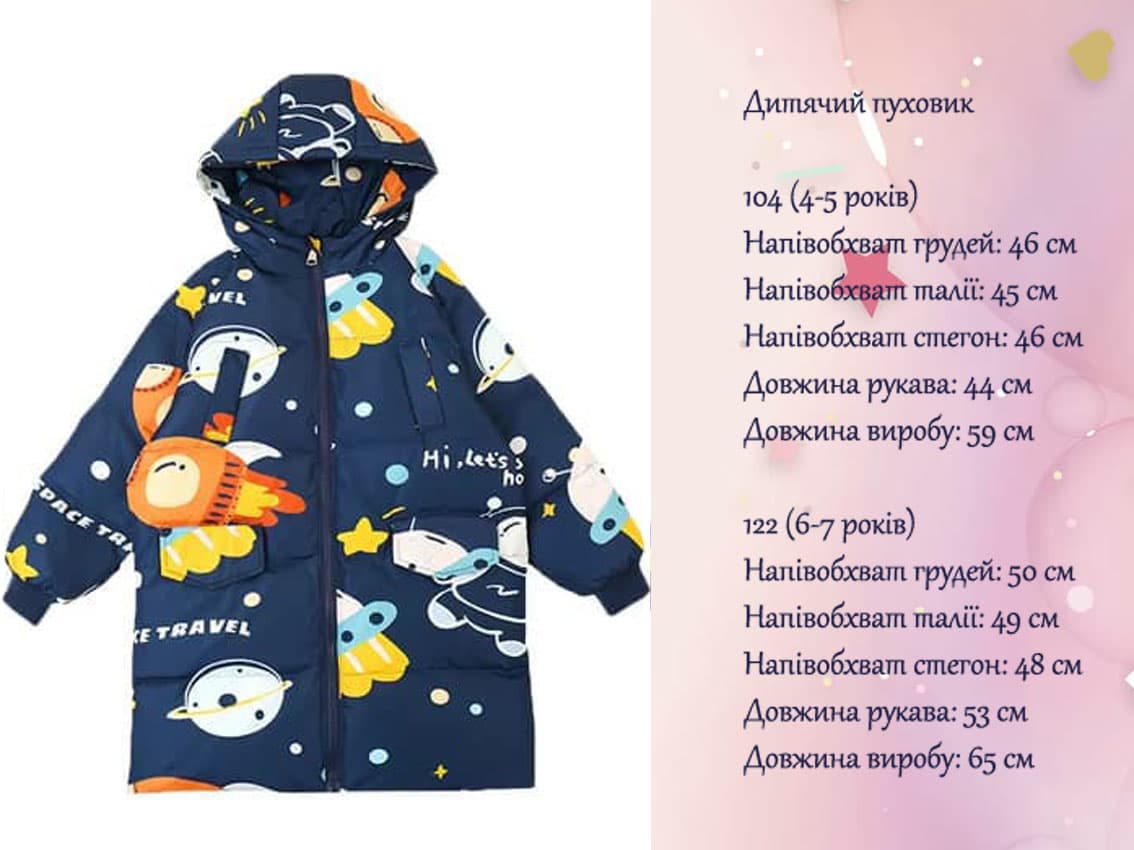 VEL
Hi, Let's s
ho
SPACE TRA
CE TRAVEL
Дитячий пуховик
104 (4-5 років)
Напівобхват грудей: 46 см
Напівобхват талії: 45 см
Напівобхват стегон: 46 см
Довжина рукава: 44 см
Довжина виробу: 59 см
122 (6-7 років)
Напівобхват грудей: 50 см
Напівобхват талії: 49 см
Напівобхват стегон: 48 см
Довжина рукава: 53 см
Довжина виробу: 65 см